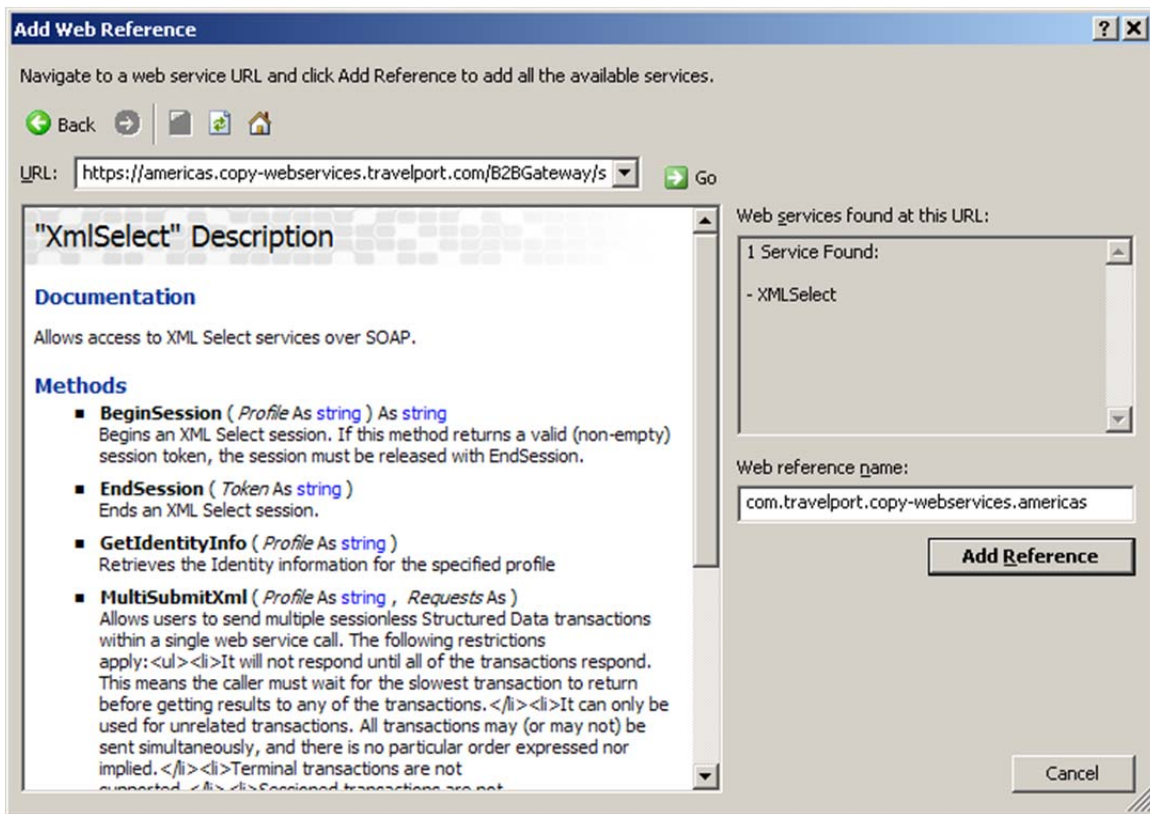 Add Web Reference
Navigate to a web service URL and click Add Reference to add all the available services.
Back
URL: https://americas.copy-webservices.travelport.com/B2BGateway/s
Go
"XmlSelect" Description
Documentation
Allows access to XML Select services over SOAP.
Methods
BeginSession ( Profile As string ) As string
Begins an XML Select session. If this method returns a valid (non-empty)
session token, the session must be released with EndSession.
EndSession ( Token As string )
Ends an XML Select session.
GetIdentityInfo ( Profile As string )
Retrieves the Identity information for the specified profile
MultiSubmitXml ( Profile As string , Requests As )
Allows users to send multiple sessionless Structured Data transactions
within a single web service call. The following restrictions
apply:<ul><li>It will not respond until all of the transactions respond.
This means the caller must wait for the slowest transaction to return
before getting results to any of the transactions.</li><li>It can only be
used for unrelated transactions. All transactions may (or may not) be
sent simultaneously, and there is no particular order expressed nor
implied.</li><li>Terminal transactions are not
supported.</li><li>Sessioned transactions are not
Web services found at this URL:
1 Service Found:
- XMLSelect
Web reference name:
com.travelport.copy-webservices.americas
Add Reference
Cancel